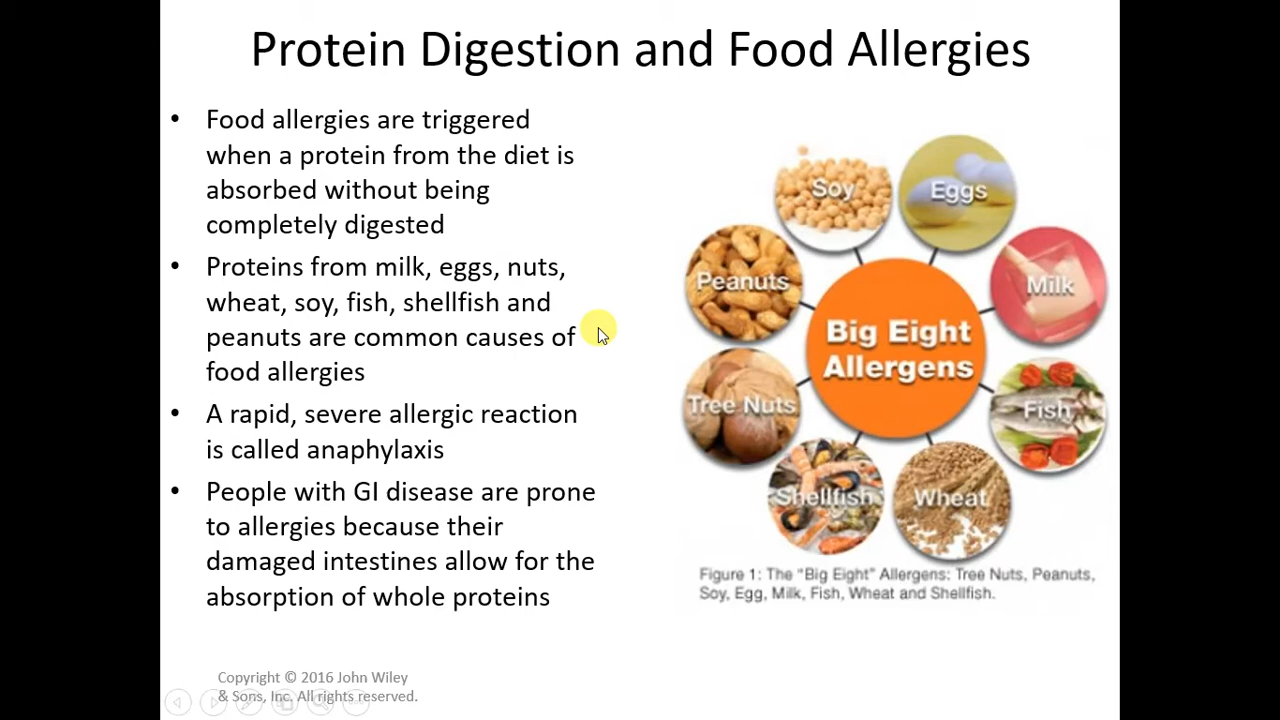 Protein Digestion and Food Allergies
• Food allergies are triggered
when a protein from the diet is
absorbed without being
completely digested
• Proteins from milk, eggs, nuts,
wheat, soy, fish, shellfish and
peanuts are common causes of
food allergies
• A rapid, severe allergic reaction
is called anaphylaxis
• People with GI disease are prone
to allergies because their
damaged intestines allow for the
absorption of whole proteins
Soy
Eggs
Peanuts
Milk
Big Eight
Allergens
Tree Nuts
Fish
Shellfish
Wheat
Figure 1: The "Big Eight" Allergens: Tree Nuts, Peanuts,
Soy, Egg, Milk, Fish, Wheat and Shellfish.
Copyright © 2016 John Wiley
& Sons, Inc. All rights reserved.